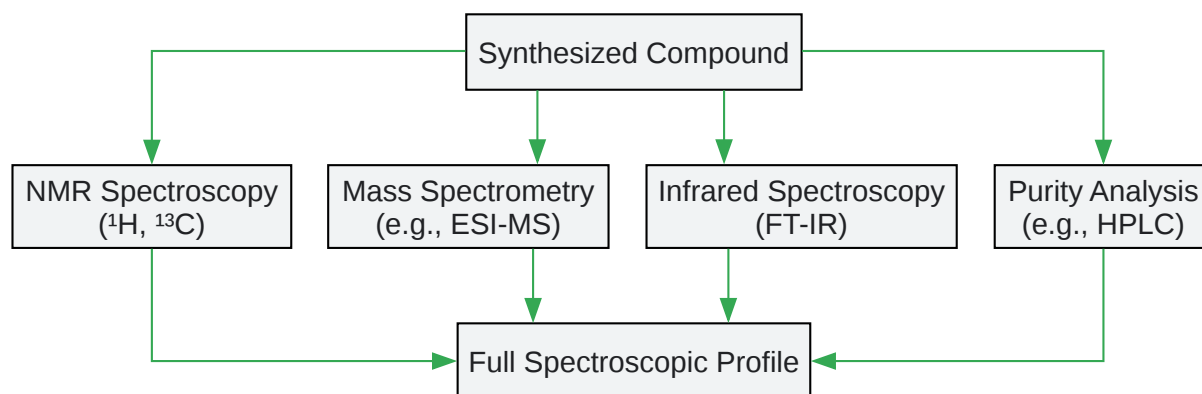 Synthesized Compound
NMR Spectroscopy
(¹H, ¹³C)
Mass Spectrometry
(e.g., ESI-MS)
Infrared Spectroscopy
(FT-IR)
Purity Analysis
(e.g., HPLC)
Full Spectroscopic Profile